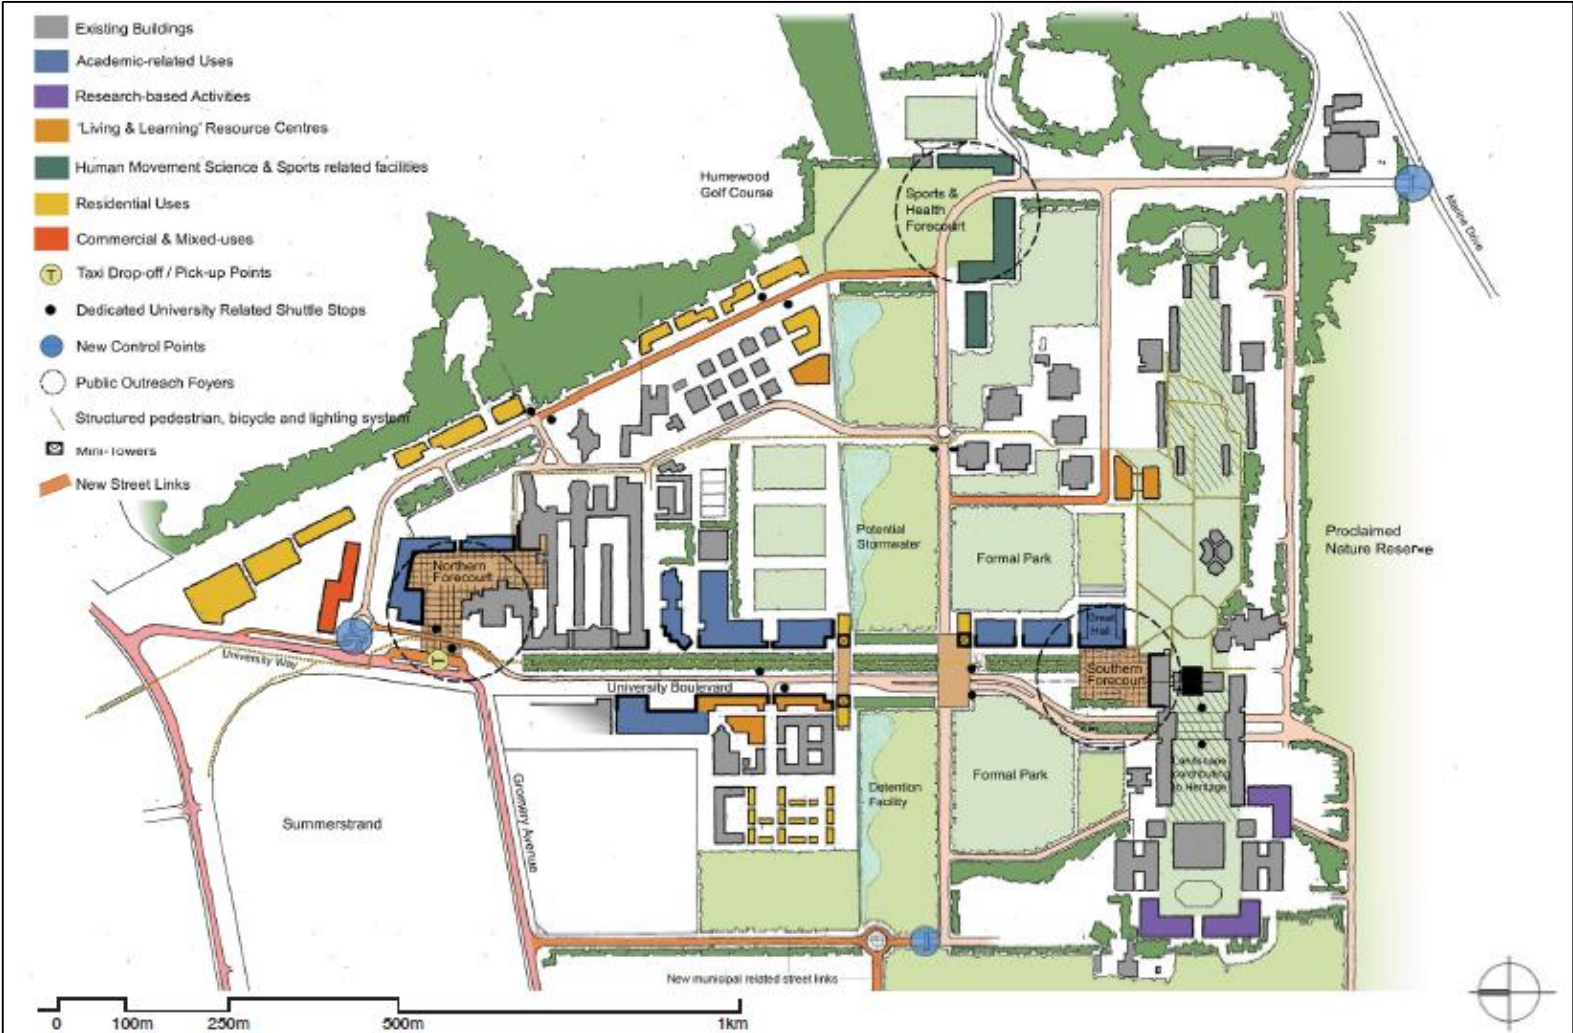 Existing Buildings
Academic-related Uses
Research-based Activities
'Living & Learning' Resource Centres
Human Movement Science & Sports related facilities
Residential Uses
Commercial & Mixed-uses
T
Taxi Drop-off / Pick-up Points
Dedicated University Related Shuttle Stops
New Control Points
Public Outreach Foyers
Structured pedestrian, bicycle and lighting system
Mini-Towers
New Street Links
Humewood
Golf Course
Sports &
Health
Forecourt
Marine Drive
Proclaimed
Nature Reserve
Potential
Stormwater
Formal Park
Northern
Forecourt
Great
Hall
Southern
Forecourt
University Way
T
University Boulevard
Landscape
contributing
to Heritage
Formal Park
Detention
Facility
Summerstrand
Avenue
New municipal related street links
0
100m
250m
500m
1km